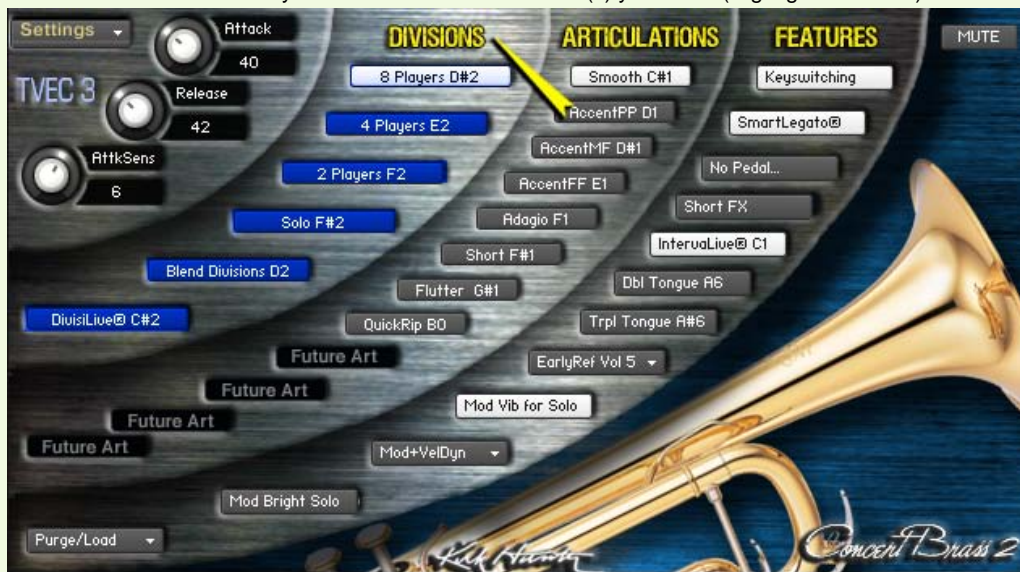 Settings
Attack
40
TVEC 3
Release
42
AttkSens
6
DIVISIONS
8 Players D#2
4 Players E2
2 Players F2
Solo F#2
Blend Divisions D2
DivisiLive® C#2
ARTICULATIONS
Smooth C#1
AccentPP D1
AccentMF D#1
AccentFF E1
Adagio F1
Short F#1
Flutter G#1
QuickRip B0
Future Art
Future Art
Future Art
Future Art
FEATURES
Keyswitching
SmartLegato®
No Pedal...
Short FX
IntervaLive® C1
Dbl Tongue A6
Trpl Tongue A#6
EarlyRef Vol 5
Mod Vib for Solo
Mod+VelDyn
Mod Bright Solo
MUTE
Purge/Load
Kirk Hunter
Concert Brass 2